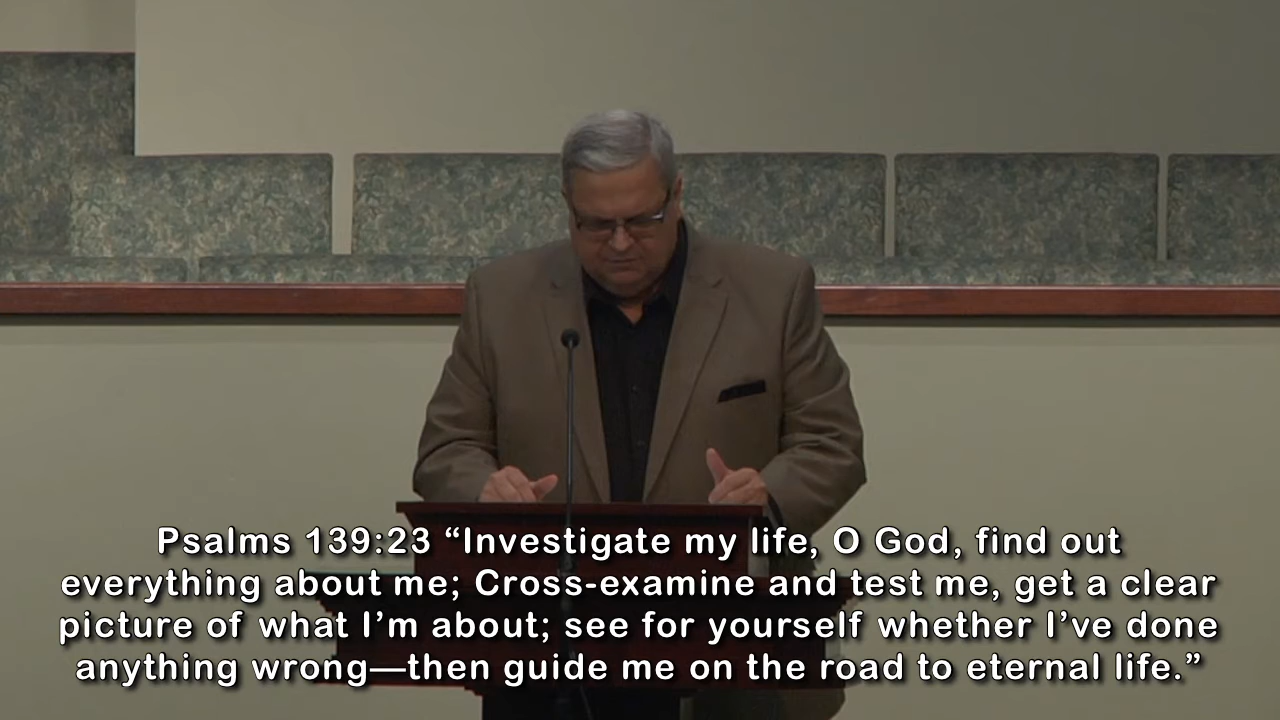 Psalms 139:23 “Investigate my life, O God, find out
everything about me; Cross-examine and test me, get a clear
picture of what I’m about; see for yourself whether I’ve done
anything wrong—then guide me on the road to eternal life.”